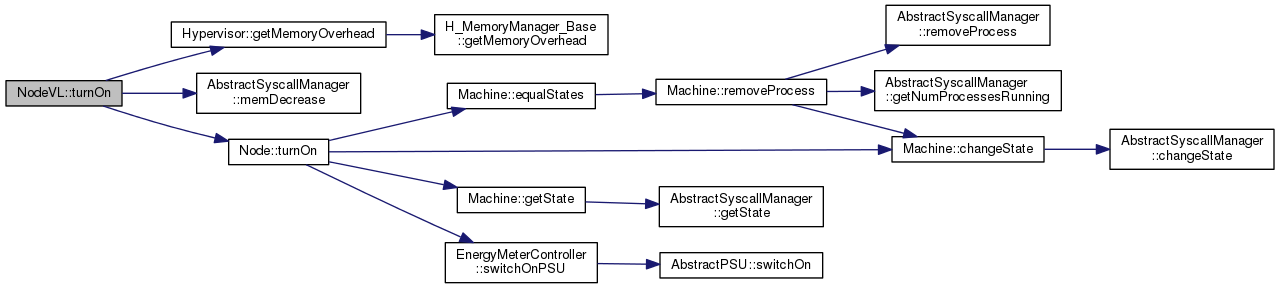 NodeVL::turnOn
Hypervisor::getMemoryOverhead
H_MemoryManager_Base
::getMemoryOverhead
AbstractSyscallManager
::memDecrease
Node::turnOn
Machine::equalStates
Machine::removeProcess
AbstractSyscallManager
::removeProcess
AbstractSyscallManager
::getNumProcessesRunning
Machine::changeState
AbstractSyscallManager
::changeState
Machine::getState
AbstractSyscallManager
::getState
EnergyMeterController
::switchOnPSU
AbstractPSU::switchOn